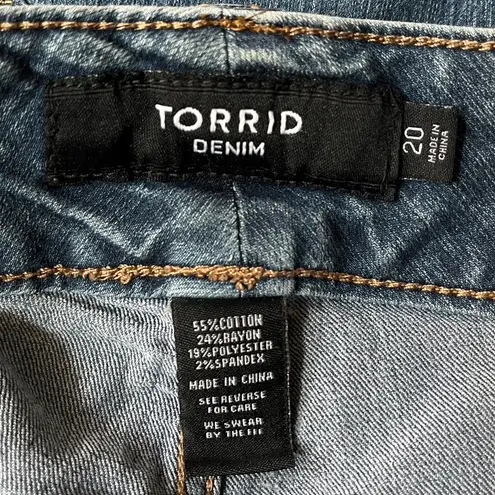 TORRID
DENIM
20
MADE IN
CHINA
55%COTTON
24%RAYON
19%POLYESTER
2%SPANDEX
MADE IN CHINA
SEE REVERSE
FOR CARE
WE SWEAR
BY THE FIT